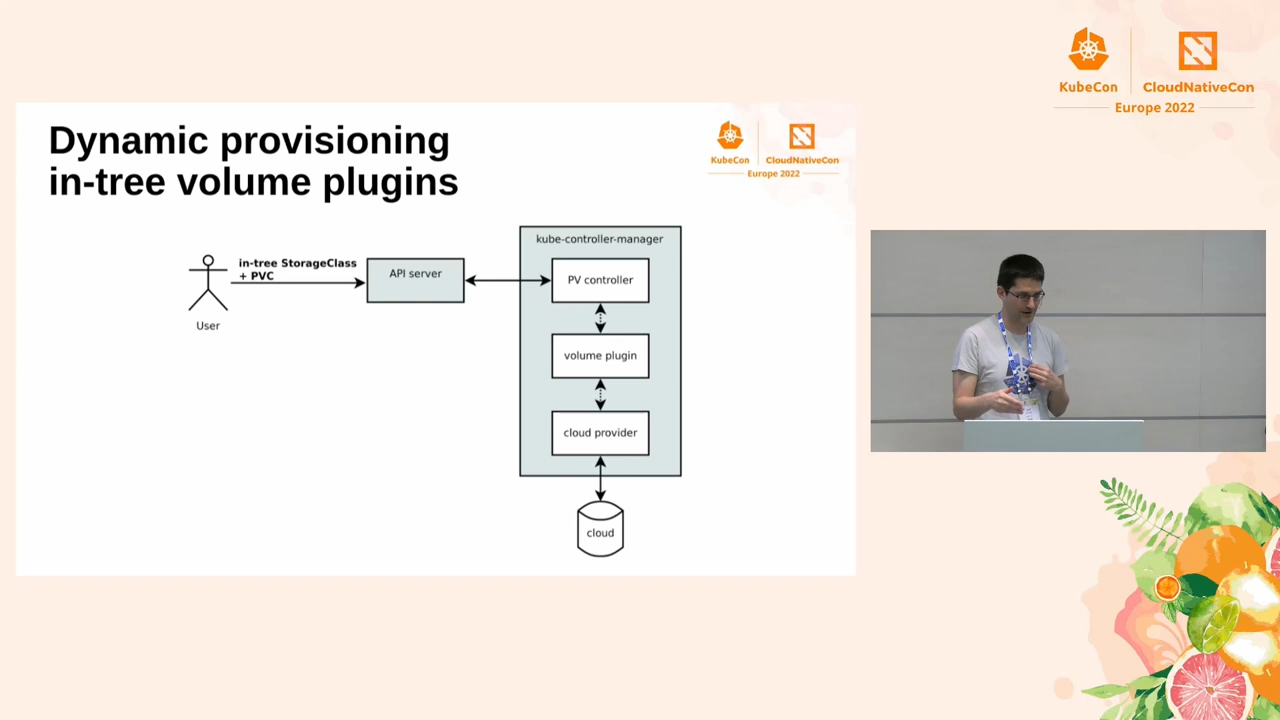 KubeCon
CloudNativeCon
Europe 2022
Dynamic provisioning
in-tree volume plugins
KubeCon
CloudNativeCon
Europe 2022
in-tree StorageClass
+ PVC
User
API server
kube-controller-manager
PV controller
volume plugin
cloud provider
cloud